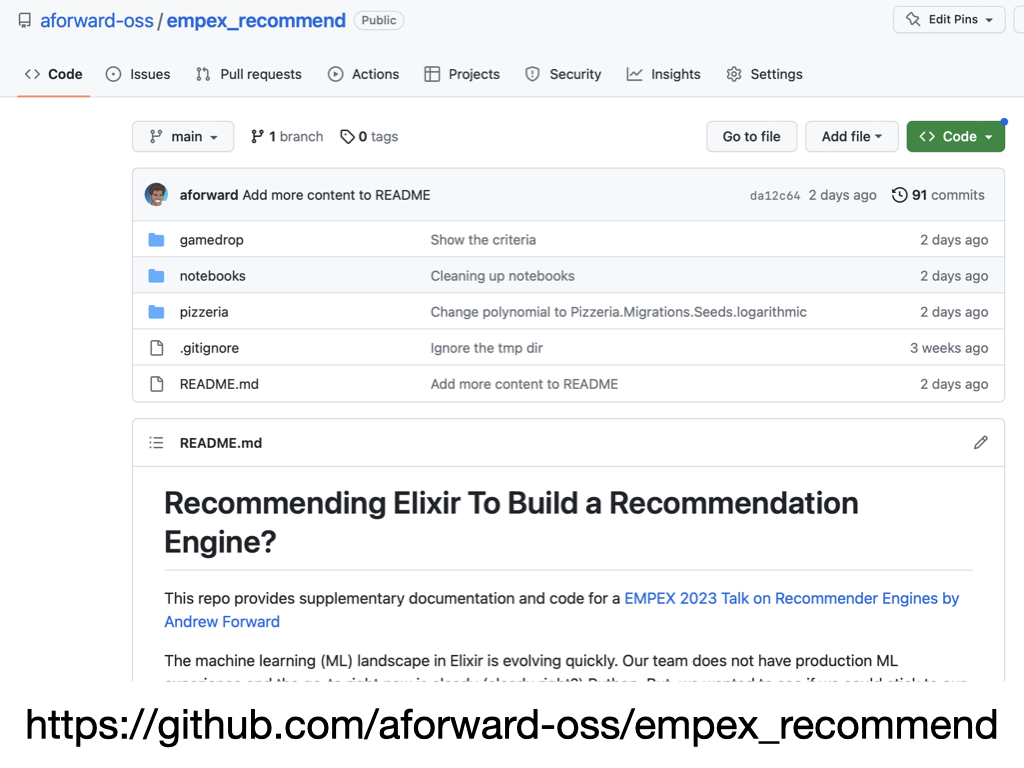 aforward-oss / empex_recommend Public Edit Pins
Code Issues Pull requests Actions Projects Security Insights Settings
main 1 branch 0 tags Go to file Add file Code
aforward Add more content to README da12c64 2 days ago 91 commits
gamedrop Show the criteria 2 days ago
notebooks Cleaning up notebooks 2 days ago
pizzeria Change polynomial to Pizzeria.Migrations.Seeds.logarithmic 2 days ago
.gitignore Ignore the tmp dir 3 weeks ago
README.md Add more content to README 2 days ago
README.md
Recommending Elixir To Build a Recommendation
Engine?
This repo provides supplementary documentation and code for a EMPEX 2023 Talk on Recommender Engines by
Andrew Forward
The machine learning (ML) landscape in Elixir is evolving quickly. Our team does not have production ML
https://github.com/aforward-oss/empex_recommend